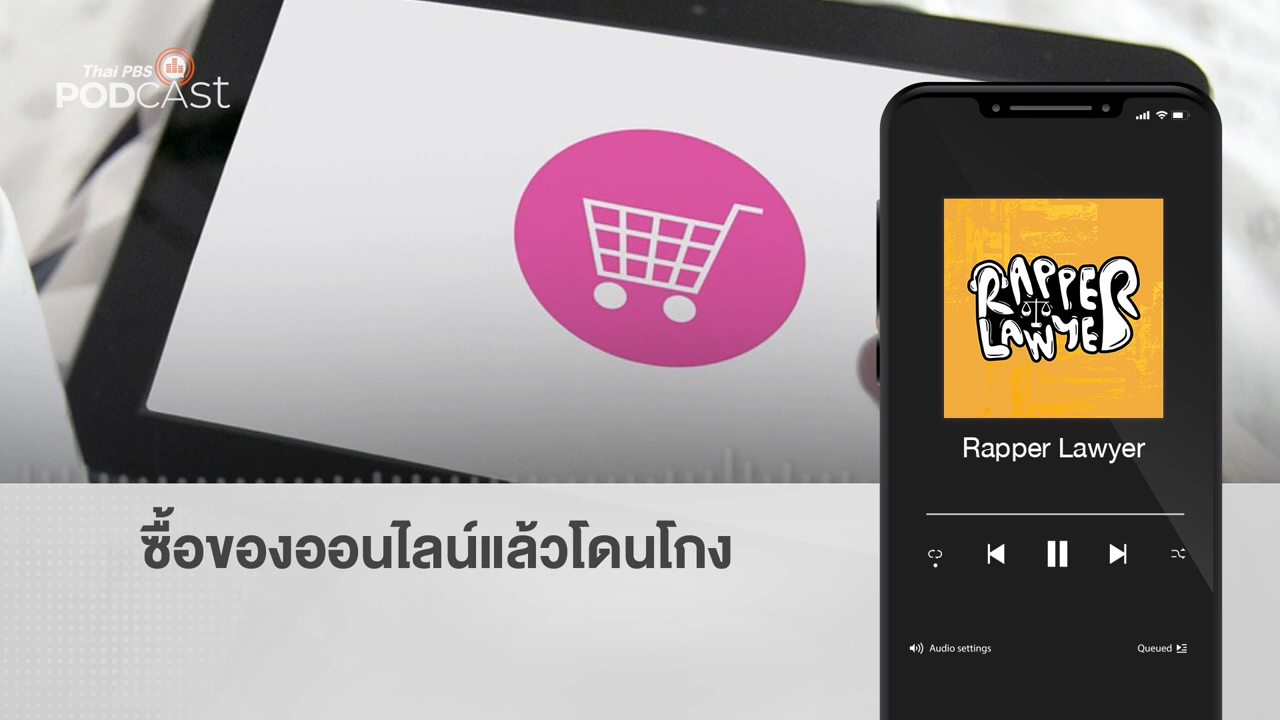 Thai PBS
PODCASt
RAPPER
LAWYER
Rapper Lawyer
ซื้อของออนไลน์แล้วโดนโกง
Audio settings
Queued